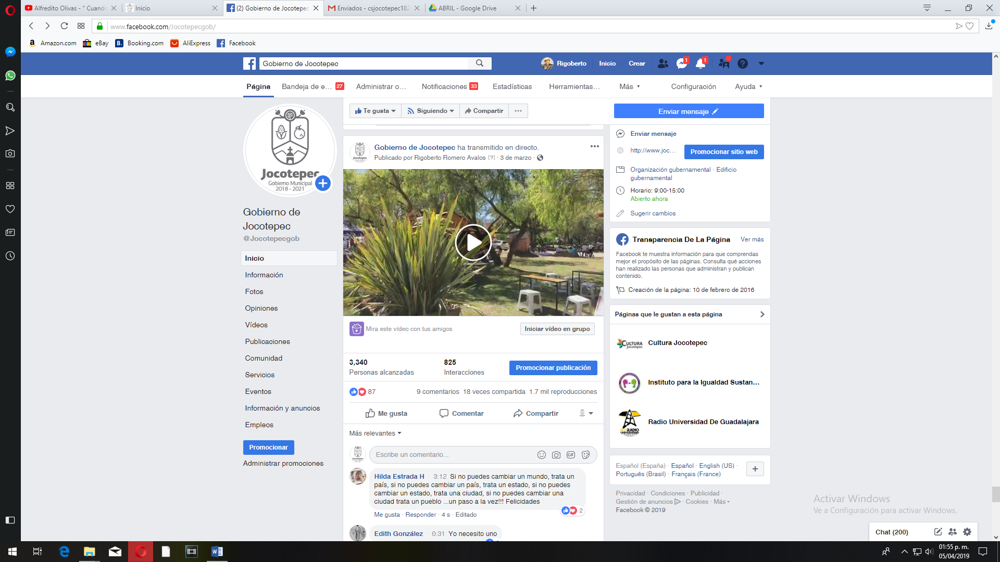 Alfredito Olivas - " Cuando
Inicio
(2) Gobierno de Jocotepec
Enviados - csjocotepec182
ABRIL - Google Drive
www.facebook.com/Jocotepecgob/
Amazon.com
eBay
Booking.com
AliExpress
Facebook
Gobierno de Jocotepec
Rigoberto
Inicio
Crear
1
1
Página
Bandeja de e... 27
Administrar o...
Notificaciones 33
Estadísticas
Herramientas...
Más
Configuración
Ayuda
Jocotepec
Gobierno Municipal
2018 - 2021
Gobierno de
Jocotepec
@Jocotepecgob
Inicio
Información
Fotos
Opiniones
Vídeos
Publicaciones
Comunidad
Servicios
Eventos
Información y anuncios
Empleos
Promocionar
Administrar promociones
Te gusta
Siguiendo
Compartir
Enviar mensaje
Gobierno de Jocotepec ha transmitido en directo.
Publicado por Rigoberto Romero Avalos [?] · 3 de marzo ·
Mira este vídeo con tus amigos
Iniciar vídeo en grupo
3,340
Personas alcanzadas
825
Interacciones
Promocionar publicación
87
9 comentarios 18 veces compartida 1.7 mil reproducciones
Me gusta
Comentar
Compartir
Más relevantes
Escribe un comentario...
GIF
Hilda Estrada H · 3:12 Si no puedes cambiar un mundo, trata un
país, si no puedes cambiar un país, trata un estado, si no puedes
cambiar un estado, trata una ciudad, si no puedes cambiar una
ciudad trata un pueblo ...un paso a la vez!!! Felicidades
2
Me gusta · Responder · 4 s · Editado
Edith González · 0:31 Yo necesito uno
Enviar mensaje
http://www.joc...
Promocionar sitio web
Organización gubernamental · Edificio
gubernamental
Horario: 9:00-15:00
Abierto ahora
Sugerir cambios
Transparencia De La Página
Ver más
Facebook te muestra información para que comprendas
mejor el propósito de las páginas. Consulta qué acciones
han realizado las personas que administran y publican
contenido.
Creación de la página: 10 de febrero de 2016
Páginas que le gustan a esta página
CULTURA
Jocotepec
Cultura Jocotepec
Instituto para la Igualdad Sustan...
Radio Universidad De Guadalajara
Español (España) · Español · English (US) ·
Português (Brasil) · Français (France)
Privacidad · Condiciones · Publicidad ·
Gestión de anuncios · Cookies · Más
Facebook © 2019
Activar Windows
Ve a Configuración para activar Windows.
Chat (200)
01:55 p. m.
05/04/2019